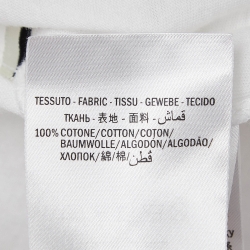 TESSUTO - FABRIC - TISSU - GEWEBE - TECIDO
ТКАНЬ - 表地 - 面料 - قماش
100% COTONE/COTTON/COTON/
BAUMWOLLE/ALGODON/ALGODÃO/
ХЛОПОК/綿/棉/قطن